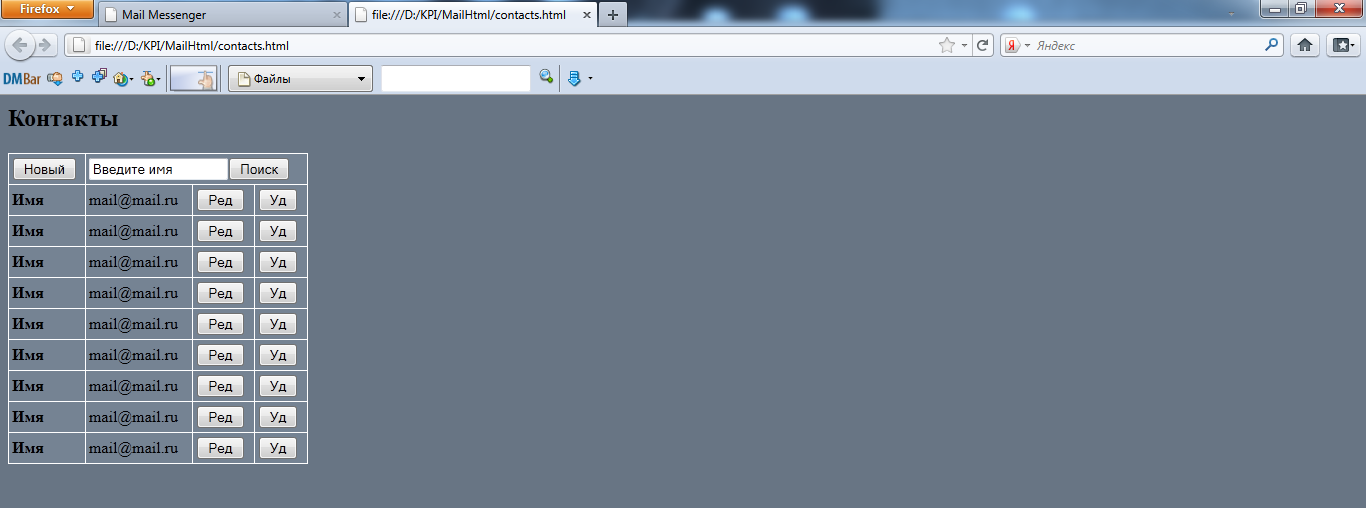 Firefox
Mail Messenger
file:///D:/KPI/MailHtml/contacts.html
file:///D:/KPI/MailHtml/contacts.html
Яндекс
DMBar
Файлы
Контакты
Новый Введите имя Поиск
Имя mail@mail.ru Ред Уд
Имя mail@mail.ru Ред Уд
Имя mail@mail.ru Ред Уд
Имя mail@mail.ru Ред Уд
Имя mail@mail.ru Ред Уд
Имя mail@mail.ru Ред Уд
Имя mail@mail.ru Ред Уд
Имя mail@mail.ru Ред Уд
Имя mail@mail.ru Ред Уд